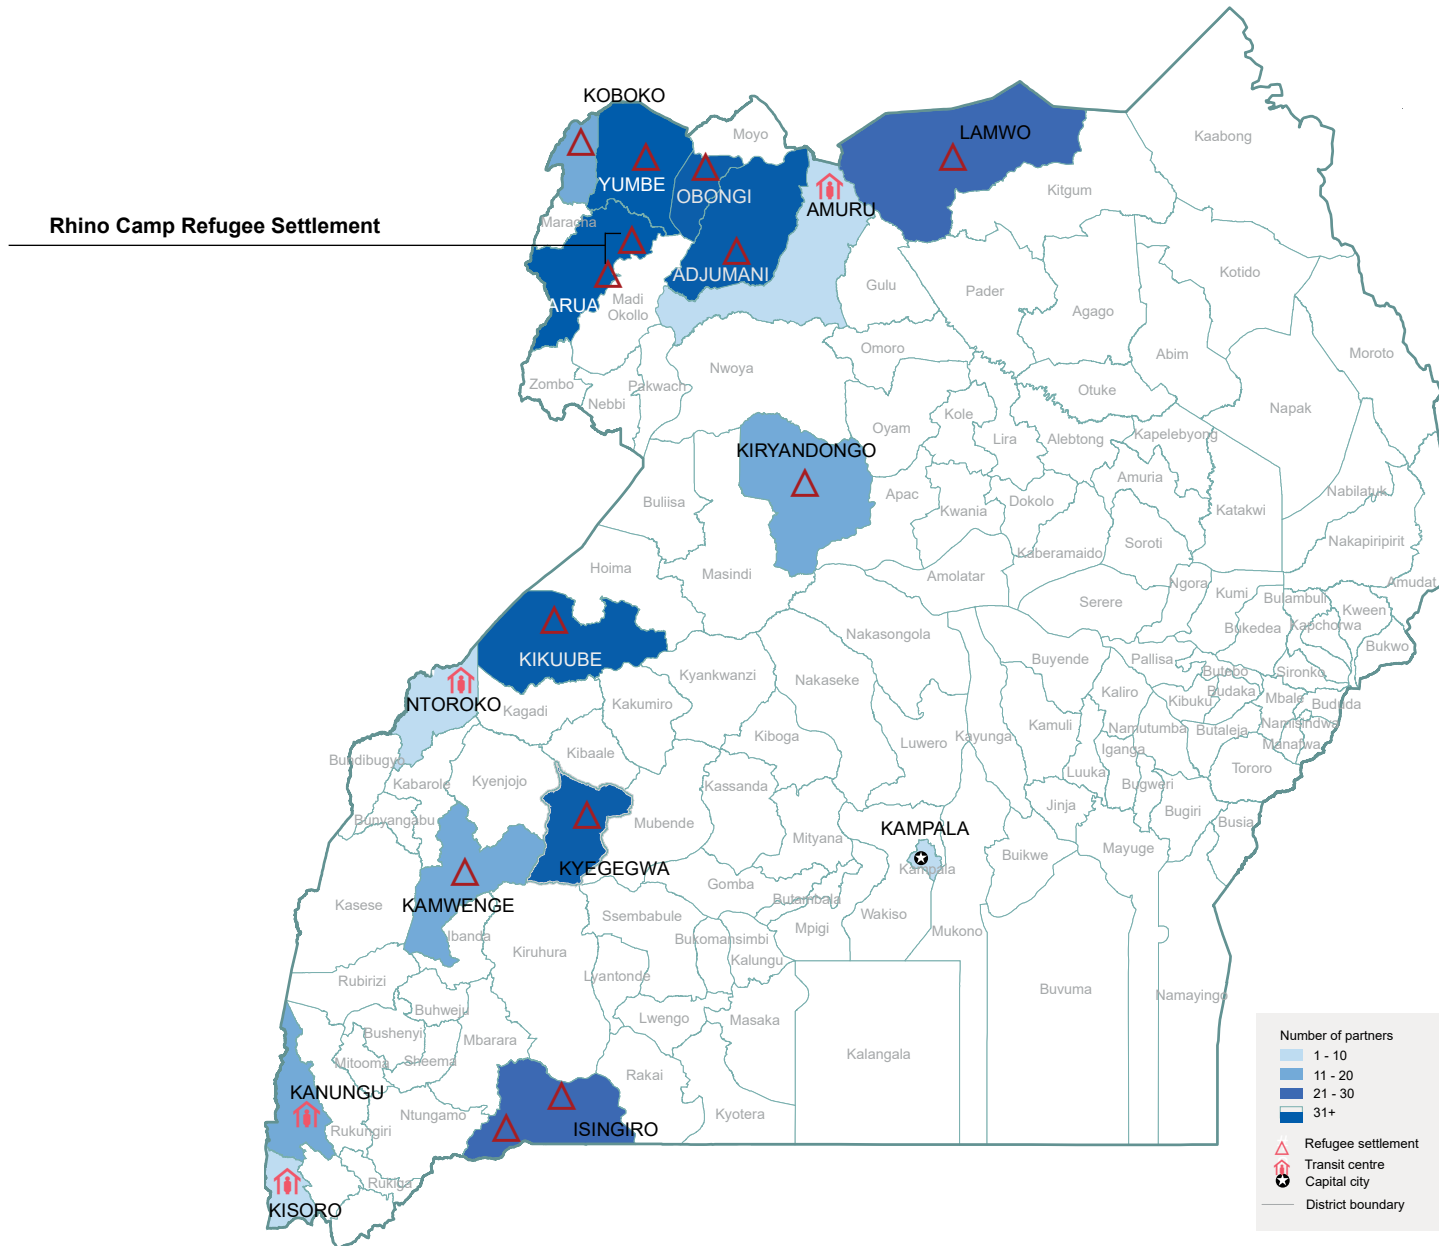 KOBOKO
Moyo
LAMWO
Kaabong
YUMBE
OBONGI
Kitgum
AMURU
Rhino Camp Refugee Settlement
Maracha
ADJUMANI
Kotido
Gulu
Pader
ARUA
Madi
Okollo
Agago
Omoro
Abim
Moroto
Nwoya
Zombo
Pakwach
Nebbi
Otuke
Napak
Kole
Oyam
Lira
Alebtong
Kapelebyong
KIRYANDONGO
Amuria
Buliisa
Apac
Dokolo
Nabilatuk
Kwania
Katakwi
Soroti
Kaberamaido
Nakapiripirit
Hoima
Masindi
Amolatar
Ngora
Amudat
Serere
Kumi
Bulambuli
Kween
Bukedea
Kapchorwa
Nakasongola
Bukwo
KIKUUBE
Buyende
Pallisa
Kyankwanzi
Nakaseke
Butebo
Sironko
Kaliro
Budaka
NTOROKO
Kagadi
Kakumiro
Kibuku
Mbale
Bududa
Kamuli
Namutumba
Butaleja
Namisindwa
Kiboga
Kayunga
Luwero
Manafwa
Bundibugyo
Kibaale
Iganga
Tororo
Kabarole
Kyenjojo
Kassanda
Luuka
Bugweri
Jinja
Bugiri
Bunyangabu
Mubende
Mityana
KAMPALA
Busia
Mayuge
Buikwe
KYEGEGWA
Kampala
Gomba
Butambala
KAMWENGE
Kasese
Ssembabule
Wakiso
Mpigi
Mukono
Ibanda
Bukomansimbi
Kiruhura
Kalungu
Lyantonde
Rubirizi
Buvuma
Namayingo
Buhweju
Lwengo
Masaka
Bushenyi
Mbarara
Kalangala
Mitooma
Sheema
Rakai
KANUNGU
Ntungamo
Kyotera
Rukungiri
ISINGIRO
Rukiga
KISORO
Number of partners
1 - 10
11 - 20
21 - 30
31+
Refugee settlement
Transit centre
Capital city
District boundary